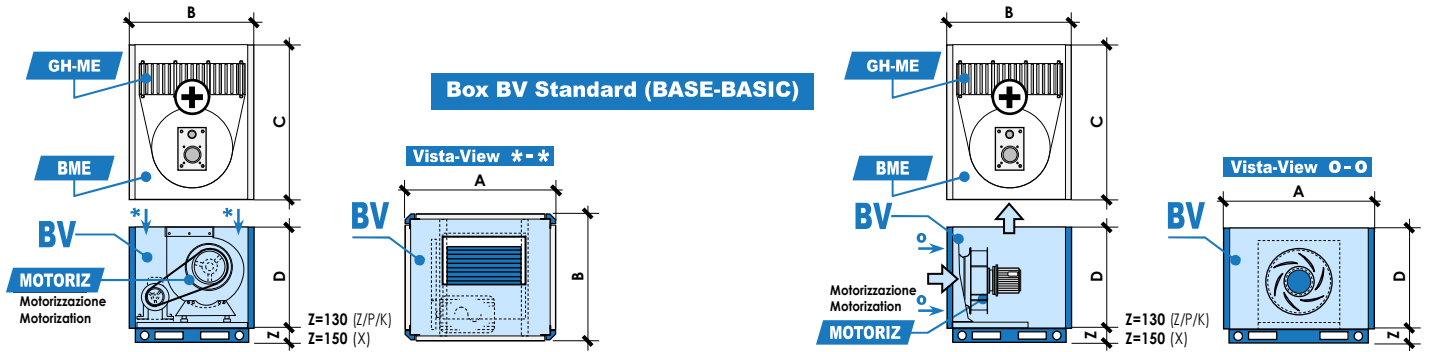 B
GH-ME
C
BME
* *
BV
MOTORIZ
Motorizzazione
Motorization
D
Z
Z=130 (Z/P/K)
Z=150 (X)
Box BV Standard (BASE-BASIC)
Vista-View *-*
A
BV
B
B
GH-ME
C
BME
BV
o
o
Motorizzazione
Motorization
MOTORIZ
D
Z
Z=130 (Z/P/K)
Z=150 (X)
Vista-View O-O
A
BV
D
Z